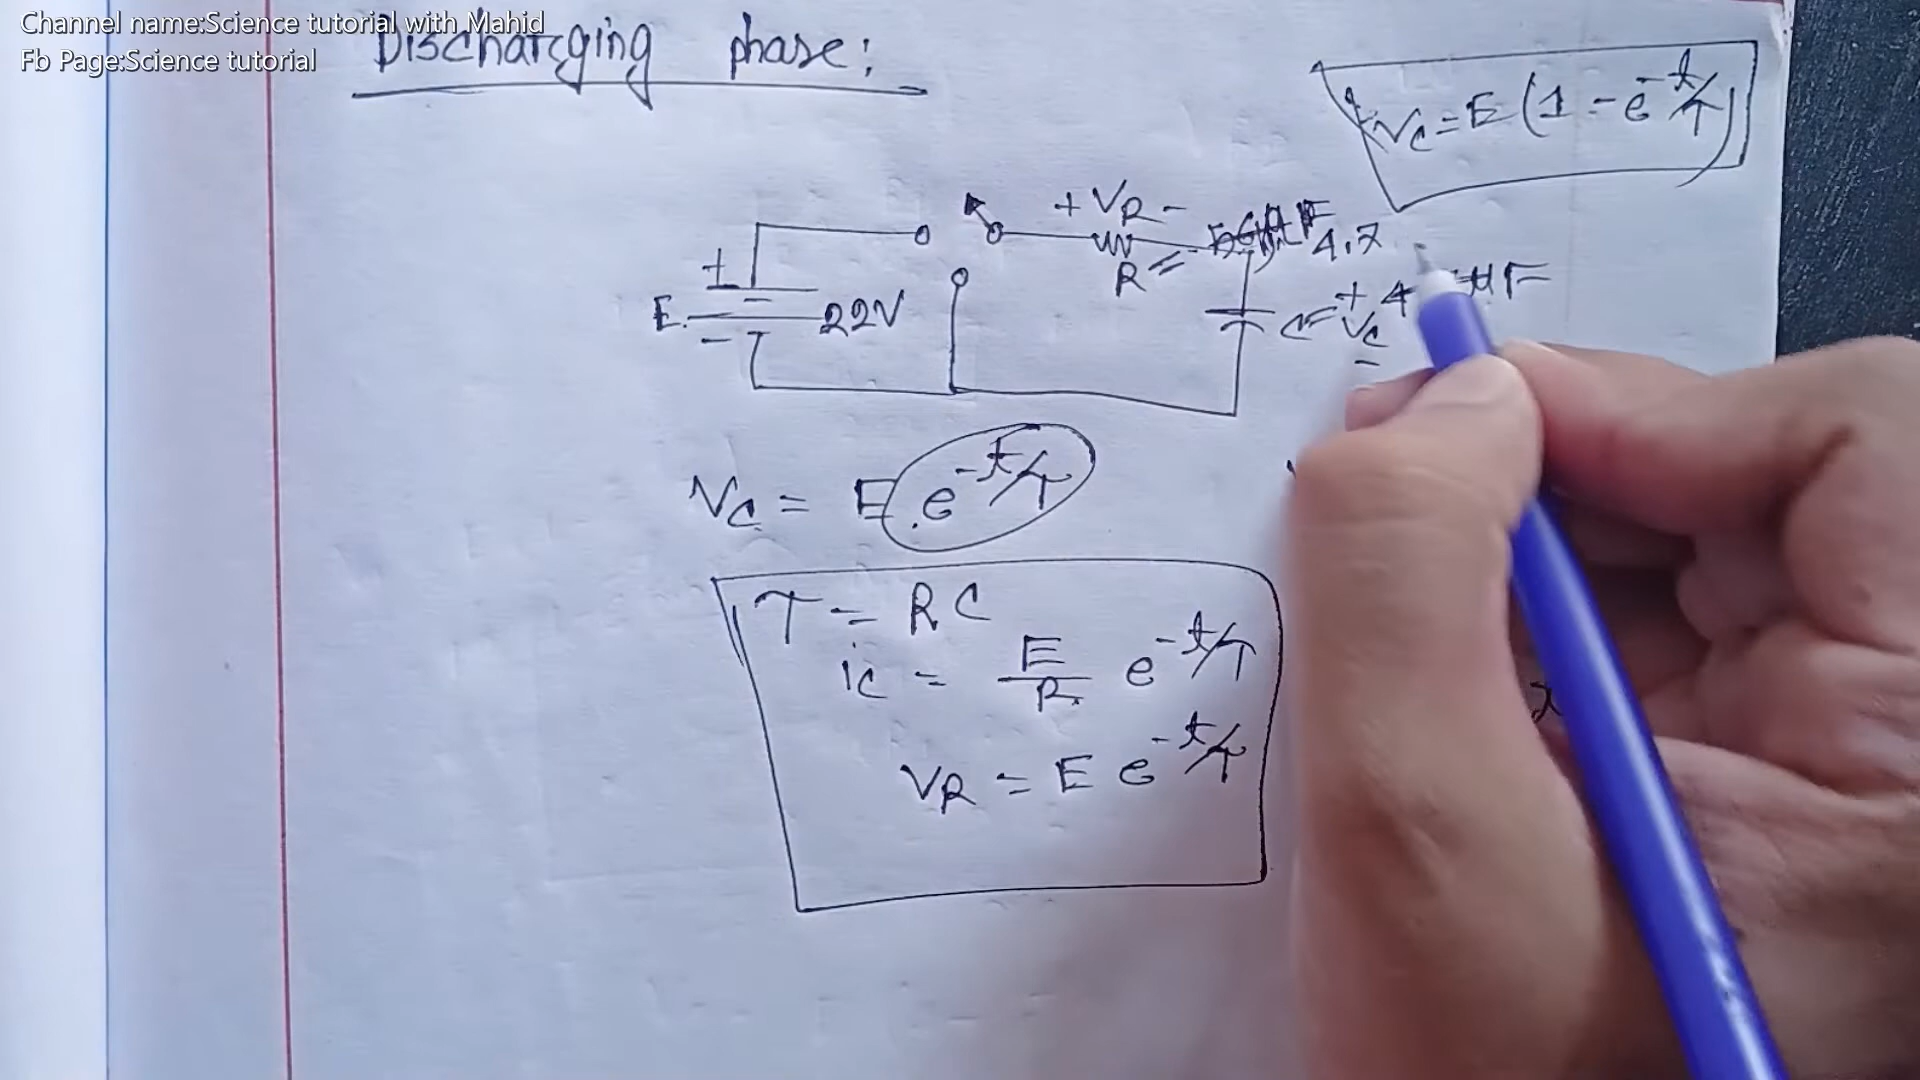 Channel name:Science tutorial with Mahid
Fb Page:Science tutorial
Discharging phase:
Vc = E (1 - e^-t/τ)
+ VR -
R =
4.7
+
E
22V
-
C =
+
Vc
-
μF
Vc = E . e^-t/τ
τ = RC
ic = E/R e^-t/τ
VR = E e^-t/τ